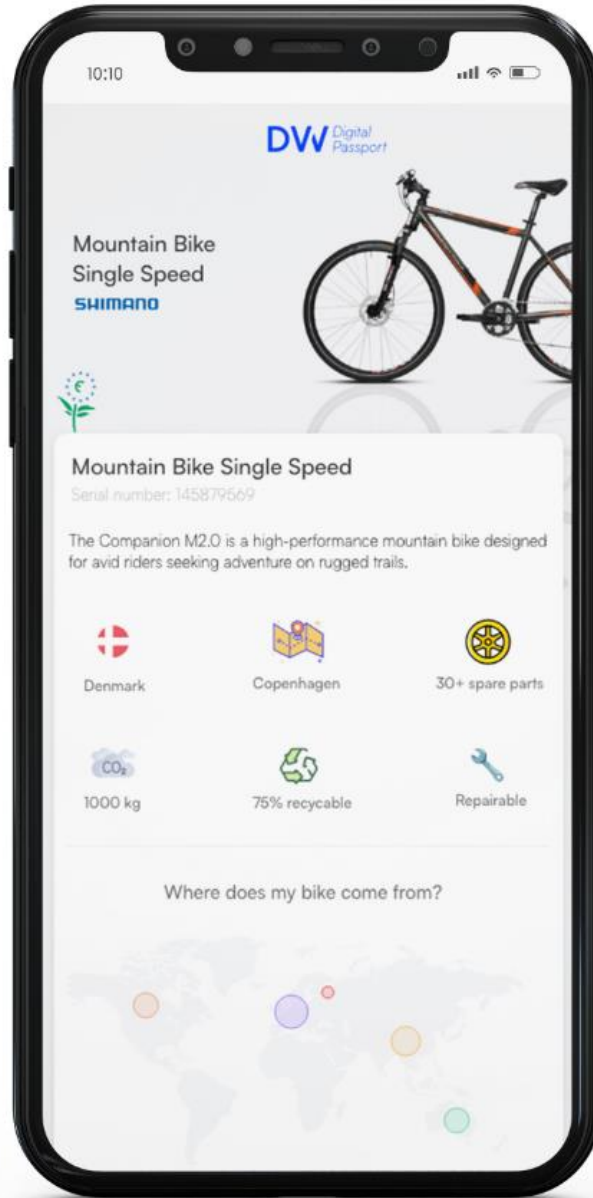 10:10
DW Digital
Passport
Mountain Bike
Single Speed
SHIMANO
€
Mountain Bike Single Speed
Serial number: 145879569
The Companion M2.0 is a high-performance mountain bike designed
for avid riders seeking adventure on rugged trails.
Denmark
Copenhagen
30+ spare parts
CO₂
1000 kg
75% recycable
Repairable
Where does my bike come from?